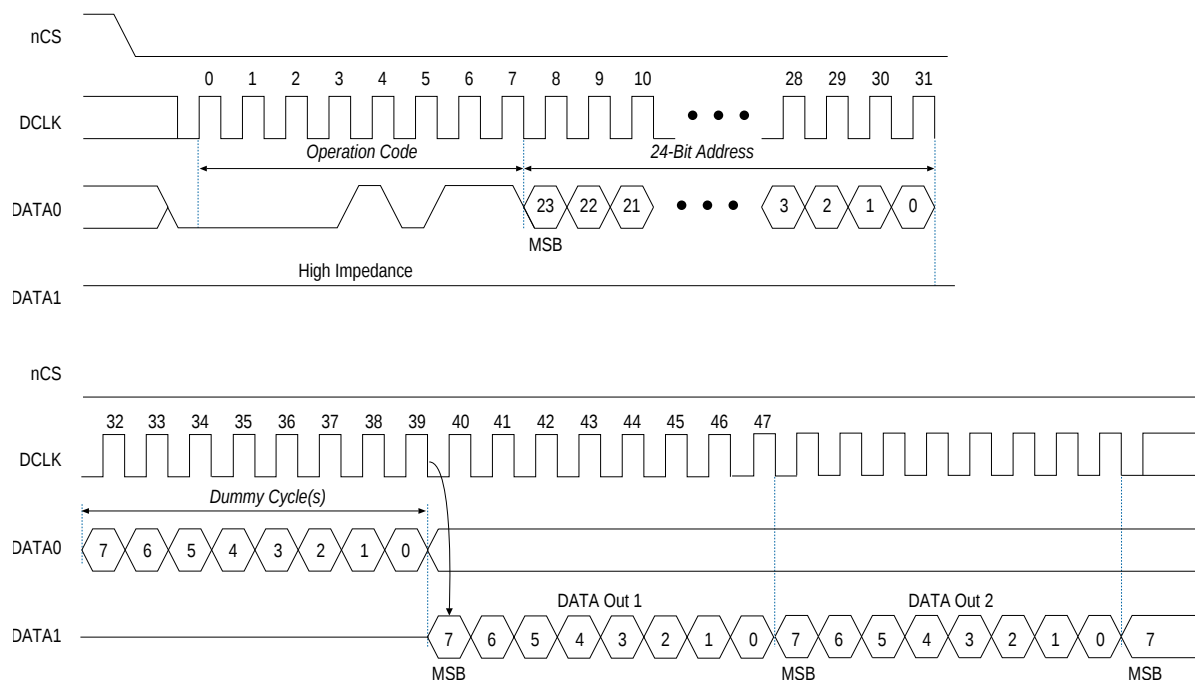 nCS
0 1 2 3 4 5 6 7 8 9 10 28 29 30 31
DCLK
Operation Code 24-Bit Address
DATA0 23 22 21 3 2 1 0
MSB
High Impedance
DATA1
nCS
32 33 34 35 36 37 38 39 40 41 42 43 44 45 46 47
DCLK
Dummy Cycle(s)
DATA0 7 6 5 4 3 2 1 0
DATA Out 1 DATA Out 2
DATA1 7 6 5 4 3 2 1 0 7 6 5 4 3 2 1 0 7
MSB MSB MSB